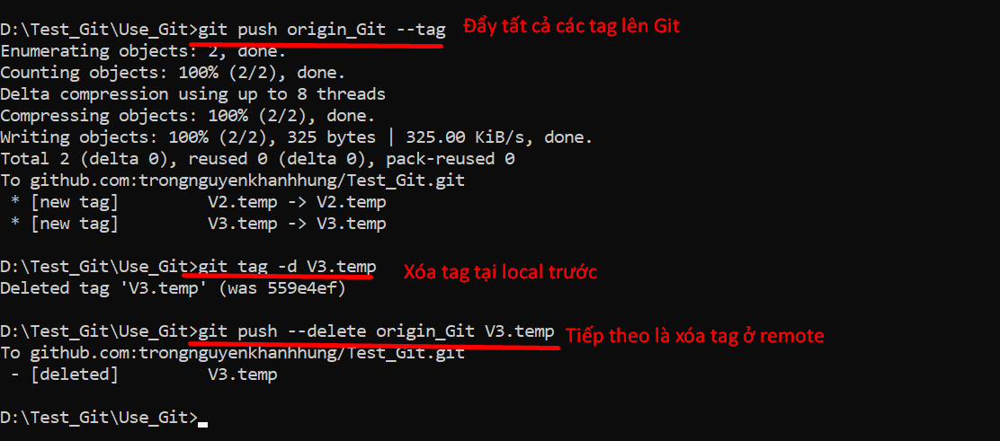 D:\Test_Git\Use_Git>git push origin_Git --tag Đẩy tất cả các tag lên Git
Enumerating objects: 2, done.
Counting objects: 100% (2/2), done.
Delta compression using up to 8 threads
Compressing objects: 100% (2/2), done.
Writing objects: 100% (2/2), 325 bytes | 325.00 KiB/s, done.
Total 2 (delta 0), reused 0 (delta 0), pack-reused 0
To github.com:trongnguyenkhanhhung/Test_Git.git
* [new tag] V2.temp -> V2.temp
* [new tag] V3.temp -> V3.temp
D:\Test_Git\Use_Git>git tag -d V3.temp Xóa tag tại local trước
Deleted tag 'V3.temp' (was 559e4ef)
D:\Test_Git\Use_Git>git push --delete origin_Git V3.temp Tiếp theo là xóa tag ở remote
To github.com:trongnguyenkhanhhung/Test_Git.git
- [deleted] V3.temp
D:\Test_Git\Use_Git>